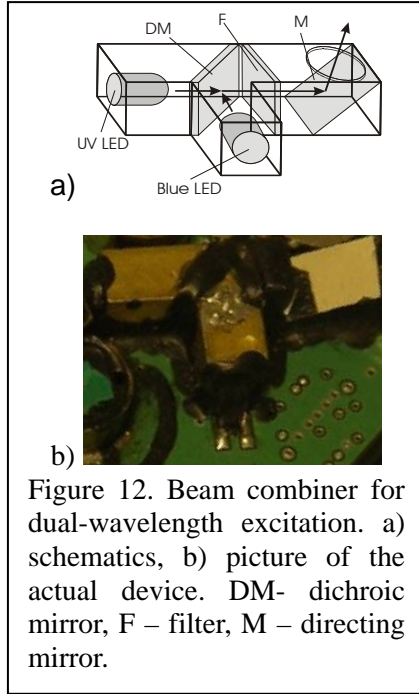 F
DM
M
UV LED
Blue LED
a)
b)
Figure 12. Beam combiner for
dual-wavelength excitation. a)
schematics, b) picture of the
actual device. DM- dichroic
mirror, F – filter, M – directing
mirror.